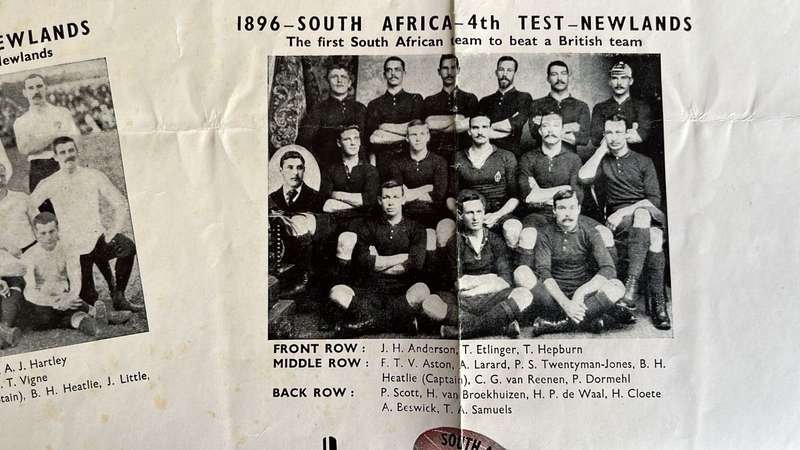 EWLANDS
Newlands
A. J. Hartley
T. Vigne
tain), B. H. Heatlie, J. Little,
1896–SOUTH AFRICA–4th TEST–NEWLANDS
The first South African team to beat a British team
FRONT ROW : J. H. Anderson, T. Etlinger, T. Hepburn
MIDDLE ROW : F. T. V. Aston, A. Larard, P. S. Twentyman-Jones, B. H.
Heatlie (Captain), C. G. van Reenen, P. Dormehl
BACK ROW : P. Scott, H. van Broekhuizen, H. P. de Waal, H. Cloete
A. Beswick, T. A. Samuels
SOUTH A